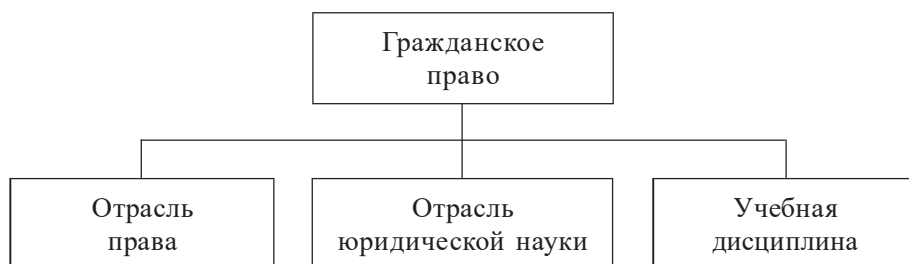 Гражданское
право
Отрасль
права
Отрасль
юридической науки
Учебная
дисциплина